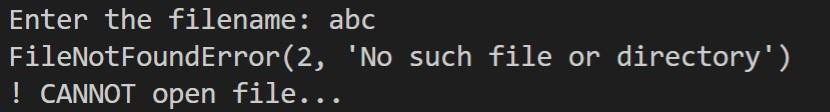 Enter the filename: abc
FileNotFoundError(2, 'No such file or directory')
! CANNOT open file...